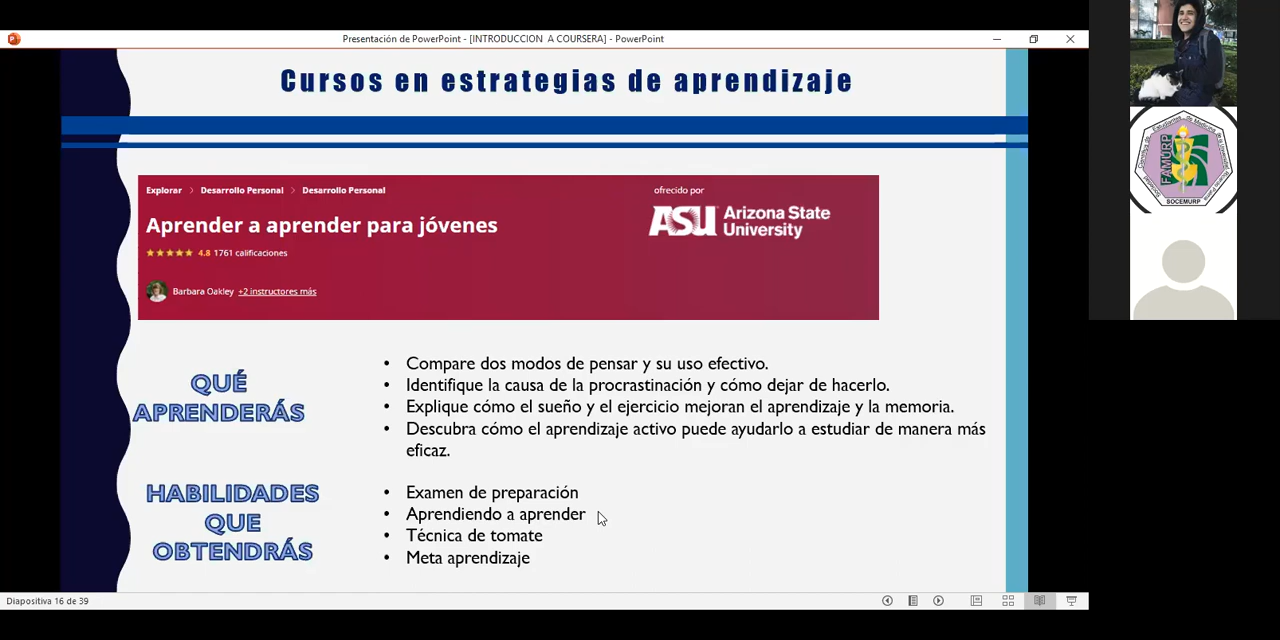 Presentación de PowerPoint - [INTRODUCCION A COURSERA] - PowerPoint
Cursos en estrategias de aprendizaje
Explorar > Desarrollo Personal > Desarrollo Personal
ofrecido por
Aprender a aprender para jóvenes
ASU Arizona State
University
4.8 1761 calificaciones
Barbara Oakley +2 instructores más
QUÉ
APRENDERÁS
• Compare dos modos de pensar y su uso efectivo.
• Identifique la causa de la procrastinación y cómo dejar de hacerlo.
• Explique cómo el sueño y el ejercicio mejoran el aprendizaje y la memoria.
• Descubra cómo el aprendizaje activo puede ayudarlo a estudiar de manera más
eficaz.
HABILIDADES
QUE
OBTENDRÁS
• Examen de preparación
• Aprendiendo a aprender
• Técnica de tomate
• Meta aprendizaje
Diapositiva 16 de 39
FAMURP
SOCEMURP